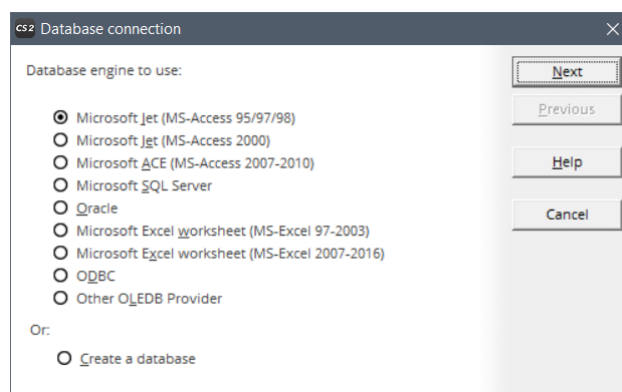 CS2 Database connection
Database engine to use:
Microsoft Jet (MS-Access 95/97/98)
Microsoft Jet (MS-Access 2000)
Microsoft ACE (MS-Access 2007-2010)
Microsoft SQL Server
Oracle
Microsoft Excel worksheet (MS-Excel 97-2003)
Microsoft Excel worksheet (MS-Excel 2007-2016)
ODBC
Other OLEDB Provider
Or:
Create a database
Next
Previous
Help
Cancel